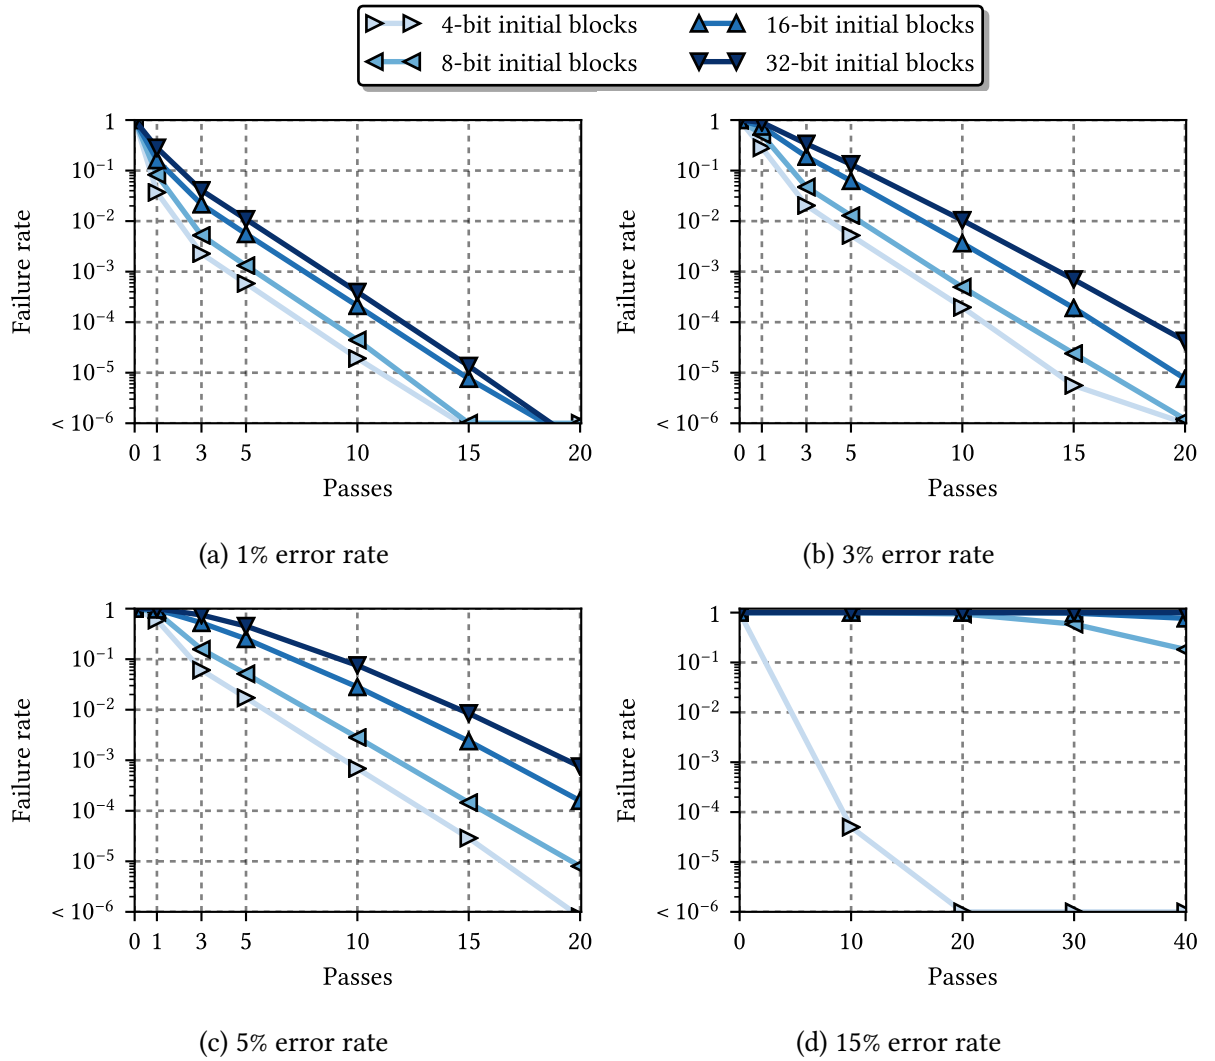 4-bit initial blocks 16-bit initial blocks
8-bit initial blocks 32-bit initial blocks
1
10⁻¹
10⁻²
10⁻³
10⁻⁴
10⁻⁵
< 10⁻⁶
Failure rate
0 1 3 5 10 15 20
Passes
(a) 1% error rate
1
10⁻¹
10⁻²
10⁻³
10⁻⁴
10⁻⁵
< 10⁻⁶
Failure rate
0 1 3 5 10 15 20
Passes
(b) 3% error rate
1
10⁻¹
10⁻²
10⁻³
10⁻⁴
10⁻⁵
< 10⁻⁶
Failure rate
0 1 3 5 10 15 20
Passes
(c) 5% error rate
1
10⁻¹
10⁻²
10⁻³
10⁻⁴
10⁻⁵
< 10⁻⁶
Failure rate
0 10 20 30 40
Passes
(d) 15% error rate